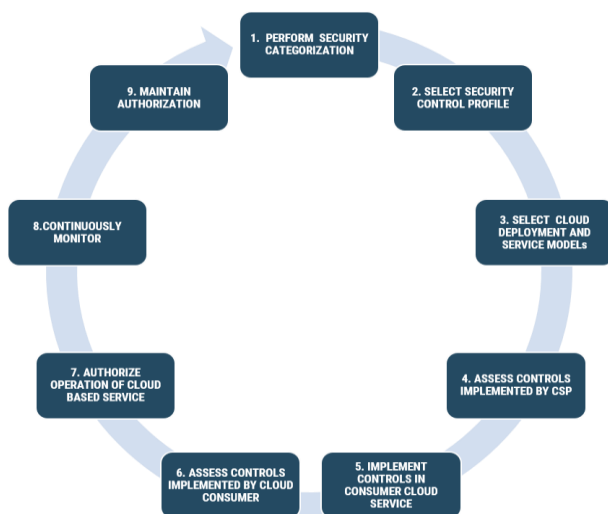 1. PERFORM SECURITY
CATEGORIZATION
2. SELECT SECURITY
CONTROL PROFILE
3. SELECT CLOUD
DEPLOYMENT AND
SERVICE MODELs
4. ASSESS CONTROLS
IMPLEMENTED BY CSP
5. IMPLEMENT
CONTROLS IN
CONSUMER CLOUD
SERVICE
6. ASSESS CONTROLS
IMPLEMENTED BY CLOUD
CONSUMER
7. AUTHORIZE
OPERATION OF CLOUD
BASED SERVICE
8.CONTINUOUSLY
MONITOR
9. MAINTAIN
AUTHORIZATION